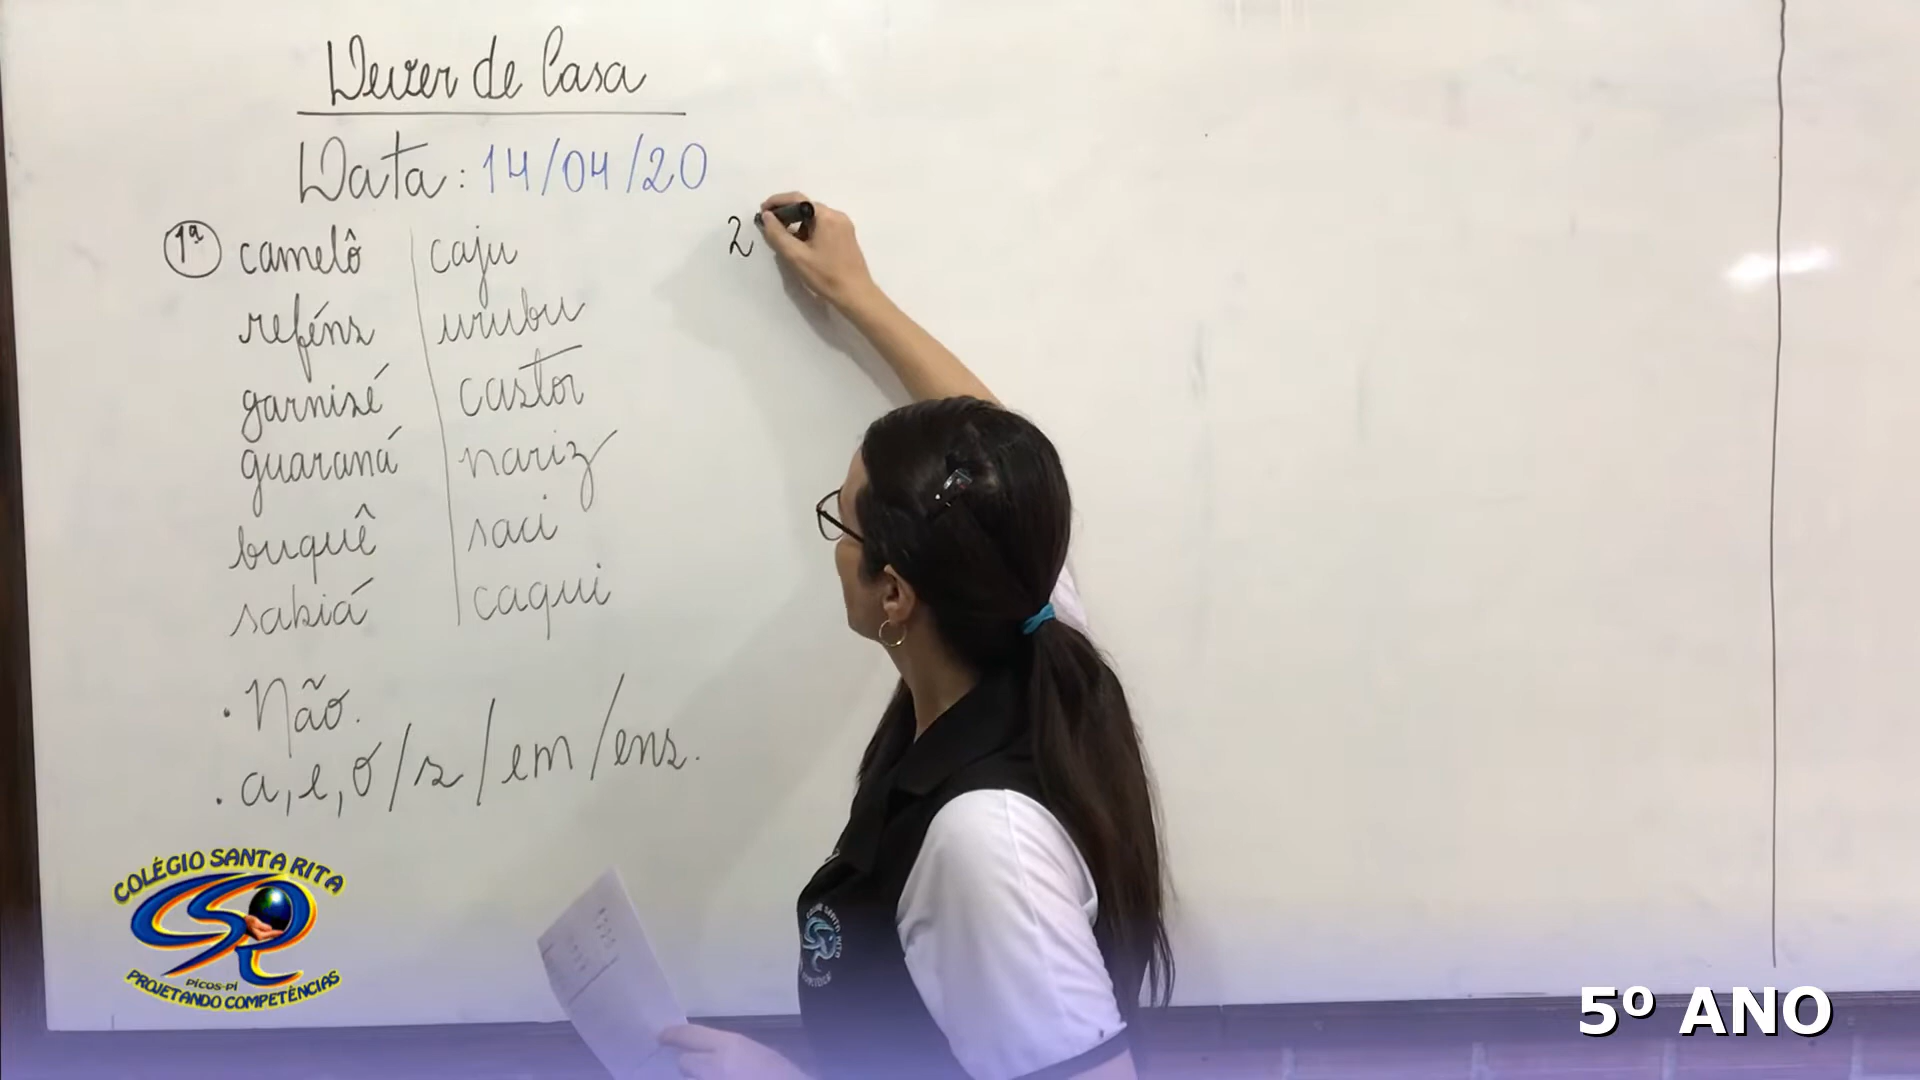 Dever de Casa
Data: 14/04/20
1ª camelô caju
reféns urubu
garnisé castor
guaraná nariz
buquê saci
sabiá caqui
• Não.
• a, e, o/s/em/ens.
2
COLÉGIO SANTA RITA
PICOS-PI
PROJETANDO COMPETÊNCIAS
5º ANO